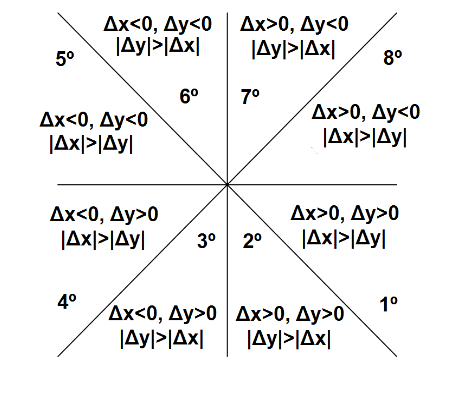 Δx<0, Δy<0
|Δy|>|Δx|
Δx>0, Δy<0
|Δy|>|Δx|
5º
8º
6º
7º
Δx<0, Δy<0
|Δx|>|Δy|
Δx>0, Δy<0
|Δx|>|Δy|
Δx<0, Δy>0
|Δx|>|Δy|
3º
2º
Δx>0, Δy>0
|Δx|>|Δy|
4º
1º
Δx<0, Δy>0
|Δy|>|Δx|
Δx>0, Δy>0
|Δy|>|Δx|